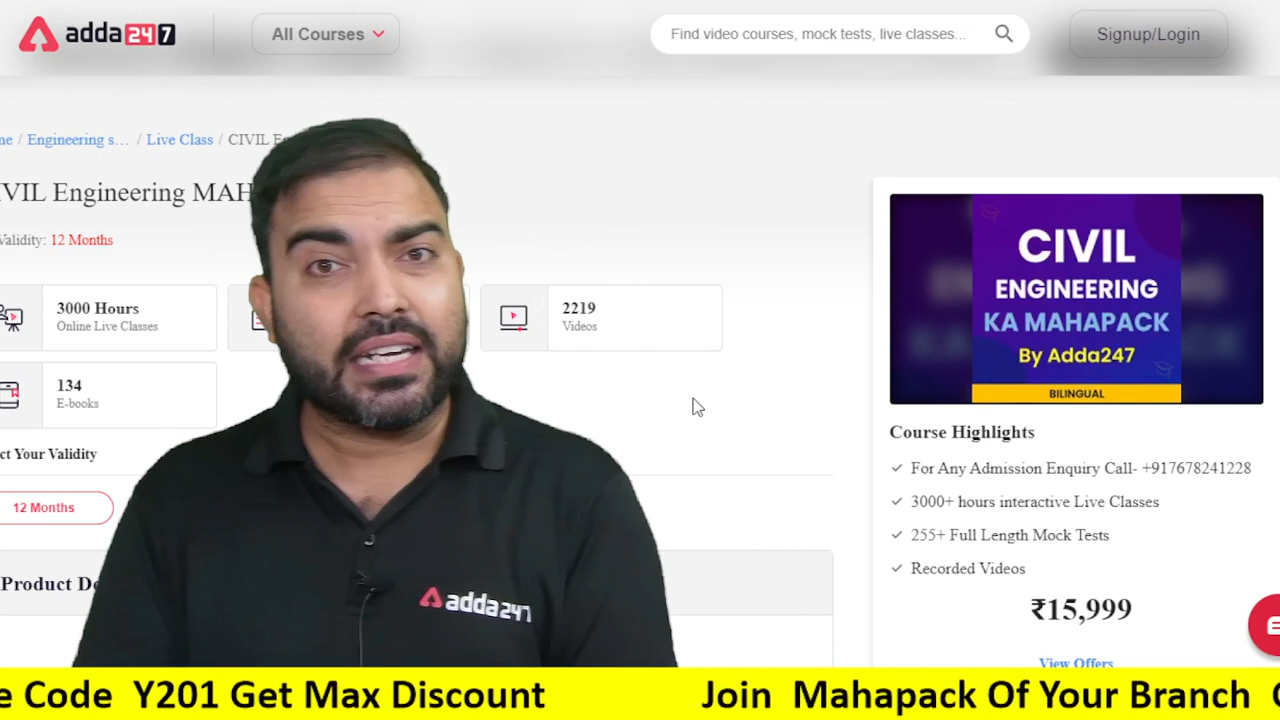 adda247
All Courses
Find video courses, mock tests, live classes...
Signup/Login
/ Engineering s... / Live Class / CIVIL
Engineering
Validity: 12 Months
3000 Hours
Online Live Classes
2219
Videos
134
E-books
Your Validity
12 Months
Product
CIVIL
ENGINEERING
KA MAHAPACK
By Adda247
BILINGUAL
Course Highlights
For Any Admission Enquiry Call- +917678241228
3000+ hours interactive Live Classes
255+ Full Length Mock Tests
Recorded Videos
₹15,999
View Offers
adda247
Code Y201 Get Max Discount Join Mahapack Of Your Branch